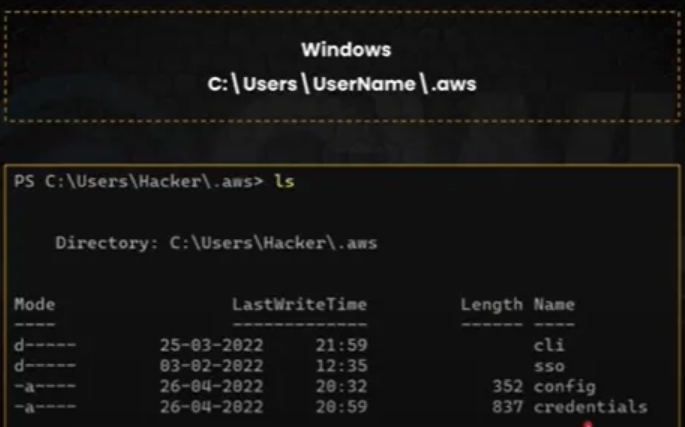 Windows
C:\Users\UserName\.aws
PS C:\Users\Hacker\.aws> ls
Directory: C:\Users\Hacker\.aws
Mode LastWriteTime Length Name
---- ------------- ------ ----
d----- 25-03-2022 21:59 cli
d----- 03-02-2022 12:35 sso
-a---- 26-04-2022 20:32 352 config
-a---- 26-04-2022 20:59 837 credentials